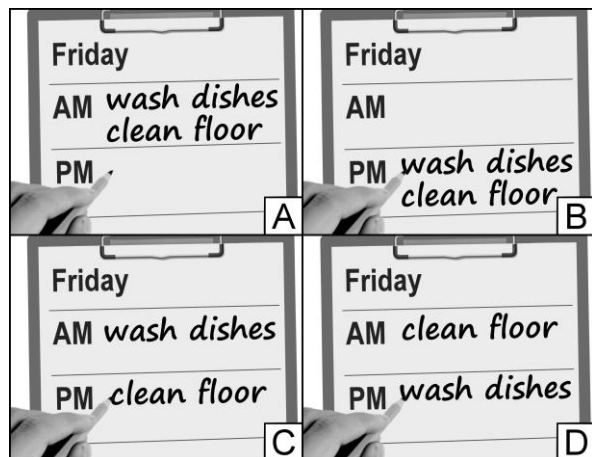 Friday
AM wash dishes
clean floor
PM
A
Friday
AM
PM wash dishes
clean floor
B
Friday
AM wash dishes
PM clean floor
C
Friday
AM clean floor
PM wash dishes
D